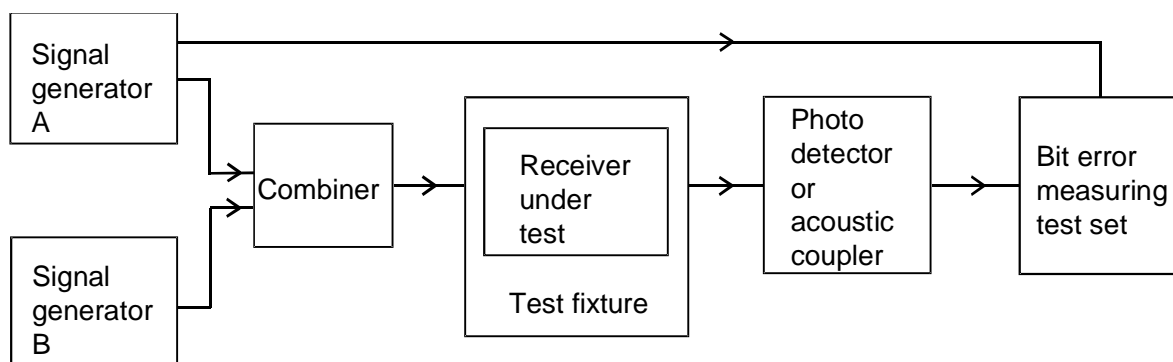 Signal
generator
A
Signal
generator
B
Combiner
Receiver
under
test
Test fixture
Photo
detector
or
acoustic
coupler
Bit error
measuring
test set